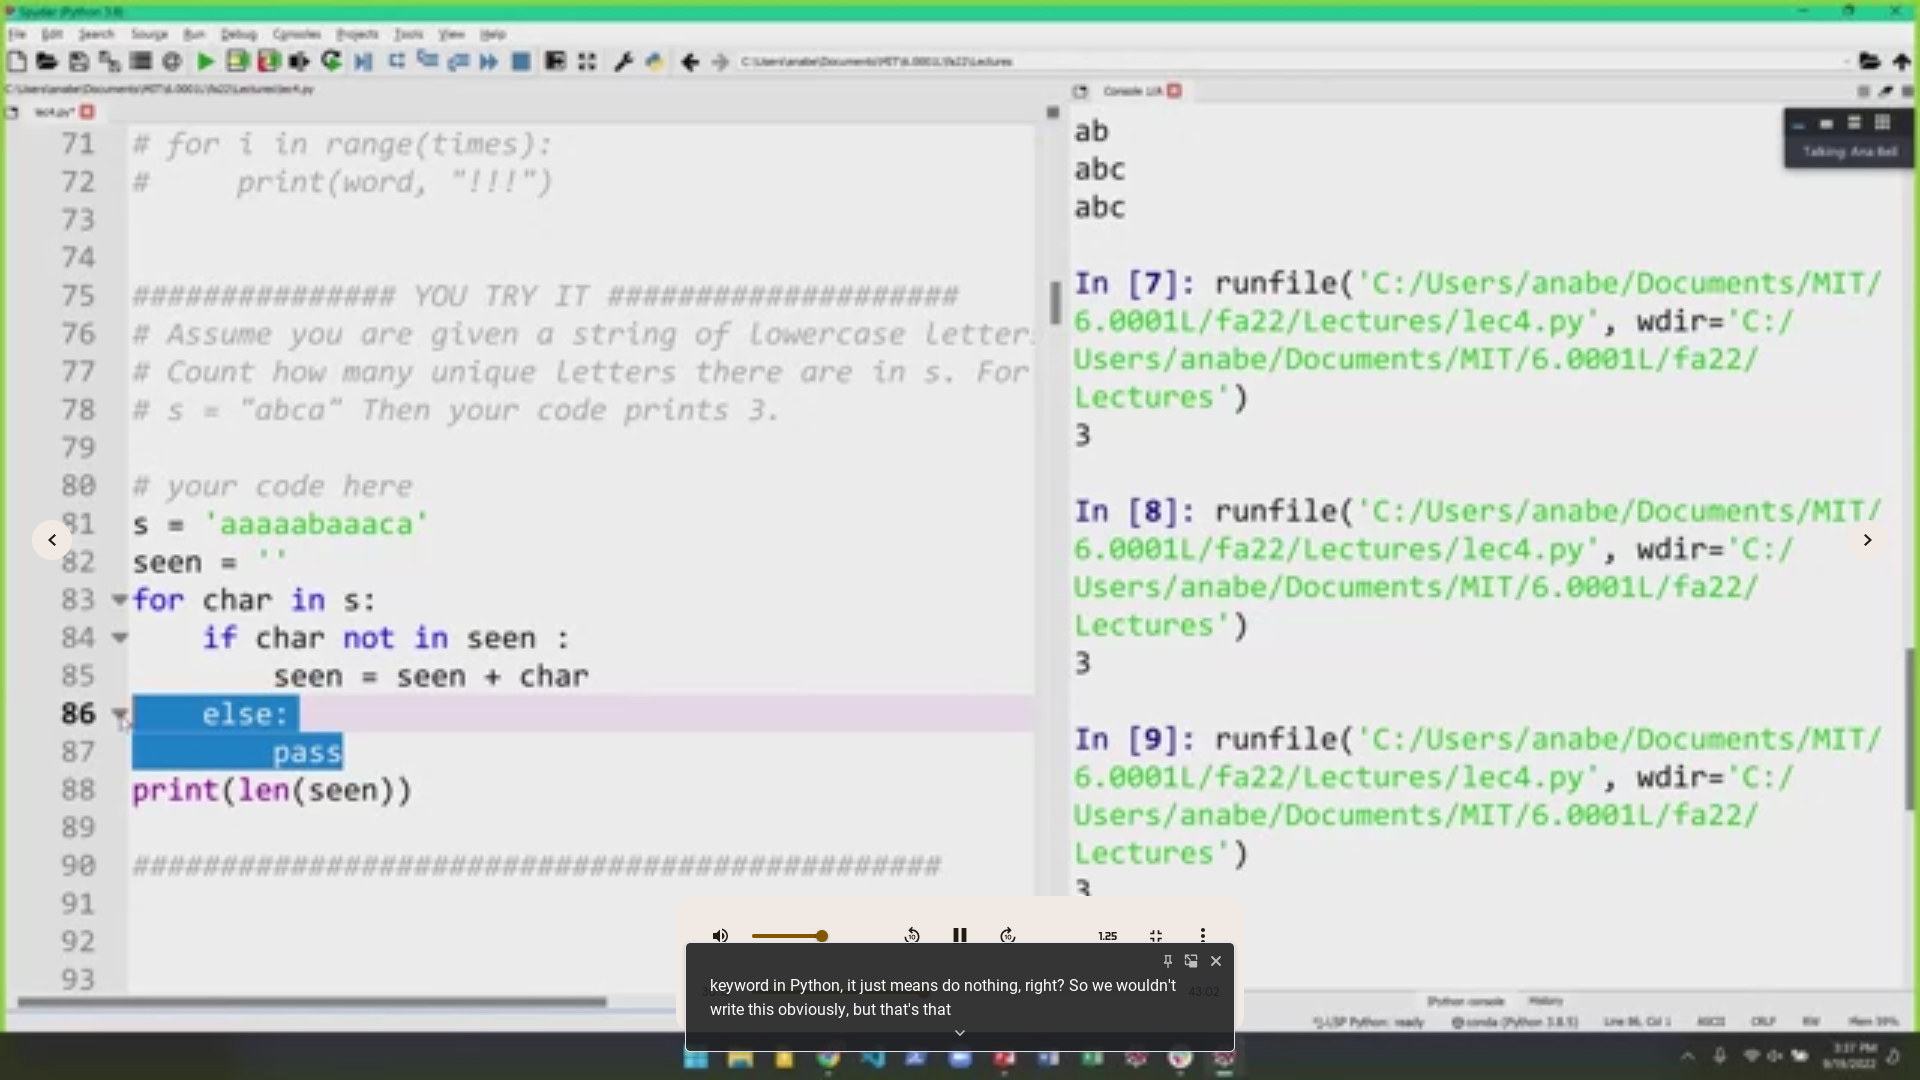 Spyder (Python 3.8)
File Edit Search Source Run Debug Consoles Projects Tools View Help
C:\Users\anabe\Documents\MIT\6.0001L\fa22\Lectures
C:\Users\anabe\Documents\MIT\6.0001L\fa22\Lectures\lec4.py
lec4.py*
71 # for i in range(times):
72 #     print(word, "!!!")
73
74
75 ############### YOU TRY IT ####################
76 # Assume you are given a string of lowercase letter
77 # Count how many unique letters there are in s. For
78 # s = "abca" Then your code prints 3.
79
80 # your code here
81 s = 'aaaaabaaaca'
82 seen = ''
83 for char in s:
84     if char not in seen :
85         seen = seen + char
86     else:
87         pass
88 print(len(seen))
89
90 ##############################################
91
92
93
Console 1/A
ab
abc
abc
In [7]: runfile('C:/Users/anabe/Documents/MIT/
6.0001L/fa22/Lectures/lec4.py', wdir='C:/
Users/anabe/Documents/MIT/6.0001L/fa22/
Lectures')
3
In [8]: runfile('C:/Users/anabe/Documents/MIT/
6.0001L/fa22/Lectures/lec4.py', wdir='C:/
Users/anabe/Documents/MIT/6.0001L/fa22/
Lectures')
3
In [9]: runfile('C:/Users/anabe/Documents/MIT/
6.0001L/fa22/Lectures/lec4.py', wdir='C:/
Users/anabe/Documents/MIT/6.0001L/fa22/
Lectures')
3
Talking: Ana Bell
10 10 1.25
43:02
keyword in Python, it just means do nothing, right? So we wouldn't
write this obviously, but that's that
IPython console History
LSP Python: ready conda (Python 3.8.5) Line 86, Col 1 ASCII CRLF RW Mem 59%
3:37 PM
9/19/2022